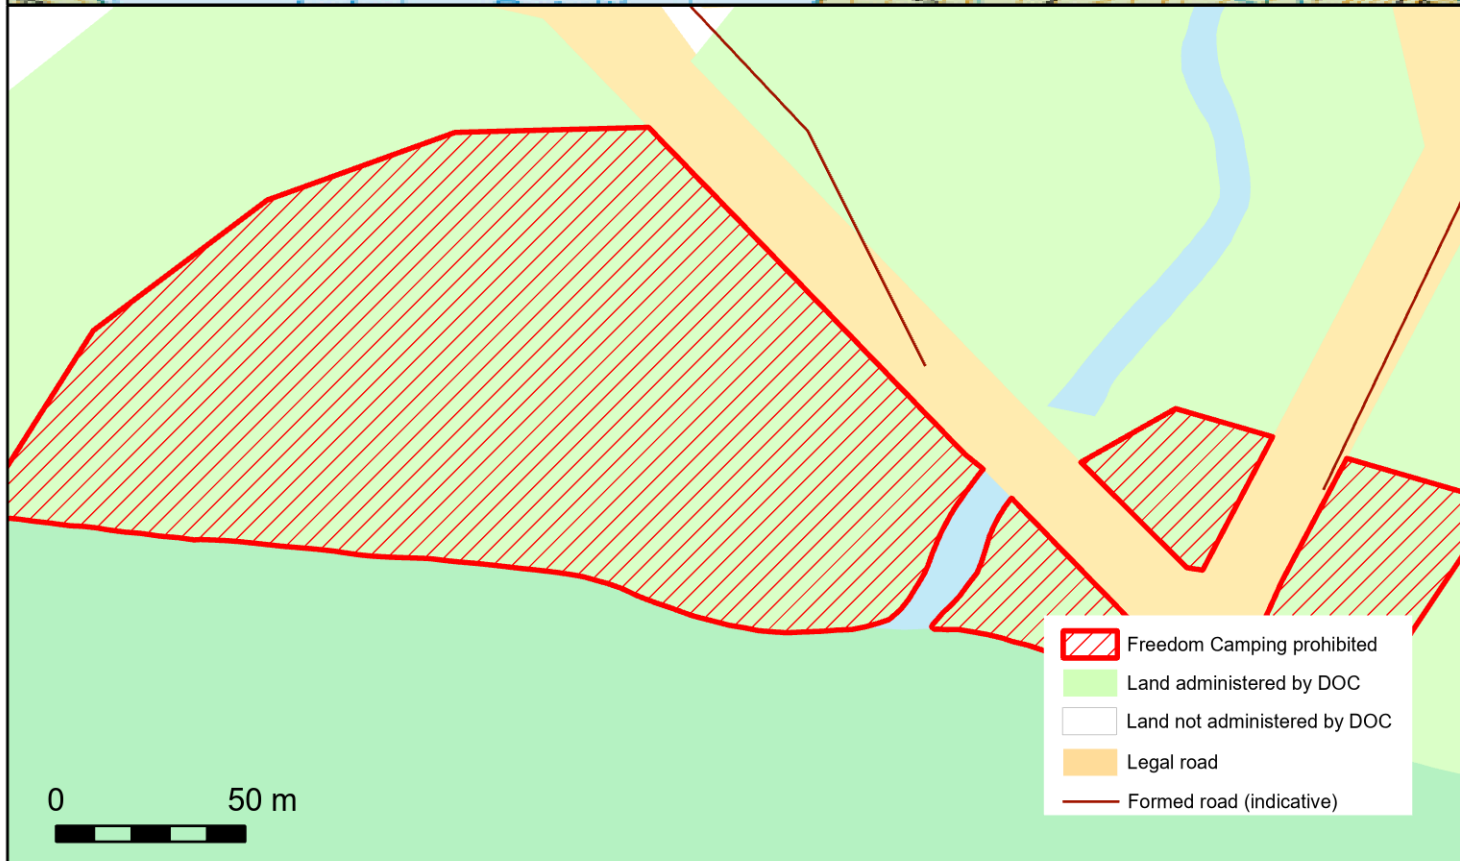 Freedom Camping prohibited
Land administered by DOC
Land not administered by DOC
Legal road
Formed road (indicative)
0 50 m